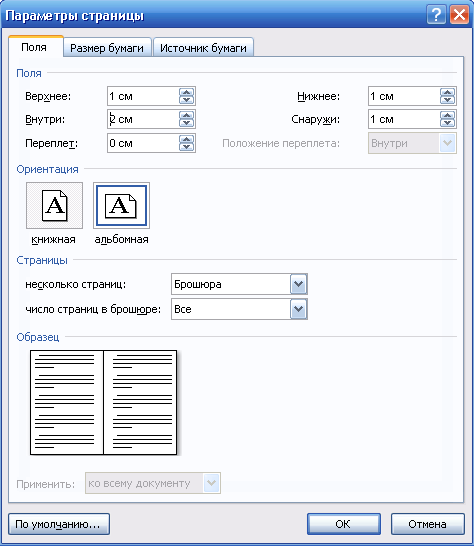 Параметры страницы
Поля Размер бумаги Источник бумаги
Поля
Верхнее: 1 см Нижнее: 1 см
Внутри: 2 см Снаружи: 1 см
Переплет: 0 см Положение переплета: Внутри
Ориентация
A A
книжная альбомная
Страницы
несколько страниц: Брошюра
число страниц в брошюре: Все
Образец
Применить: ко всему документу
По умолчанию... ОК Отмена